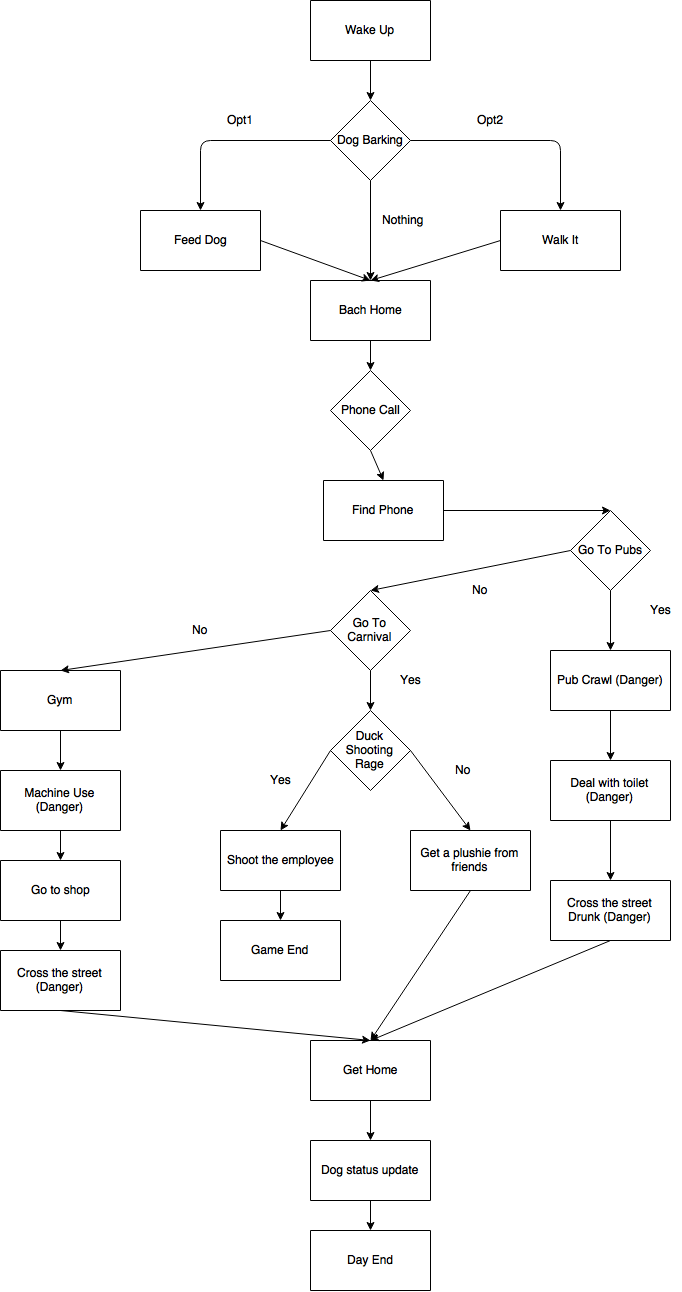 Wake Up
Opt1
Opt2
Dog Barking
Nothing
Feed Dog
Walk It
Bach Home
Phone Call
Find Phone
Go To Pubs
No
Yes
Go To
Carnival
No
Yes
Gym
Pub Crawl (Danger)
Duck
Shooting
Rage
Yes
No
Machine Use
(Danger)
Deal with toilet
(Danger)
Shoot the employee
Get a plushie from
friends
Go to shop
Cross the street
Drunk (Danger)
Game End
Cross the street
(Danger)
Get Home
Dog status update
Day End